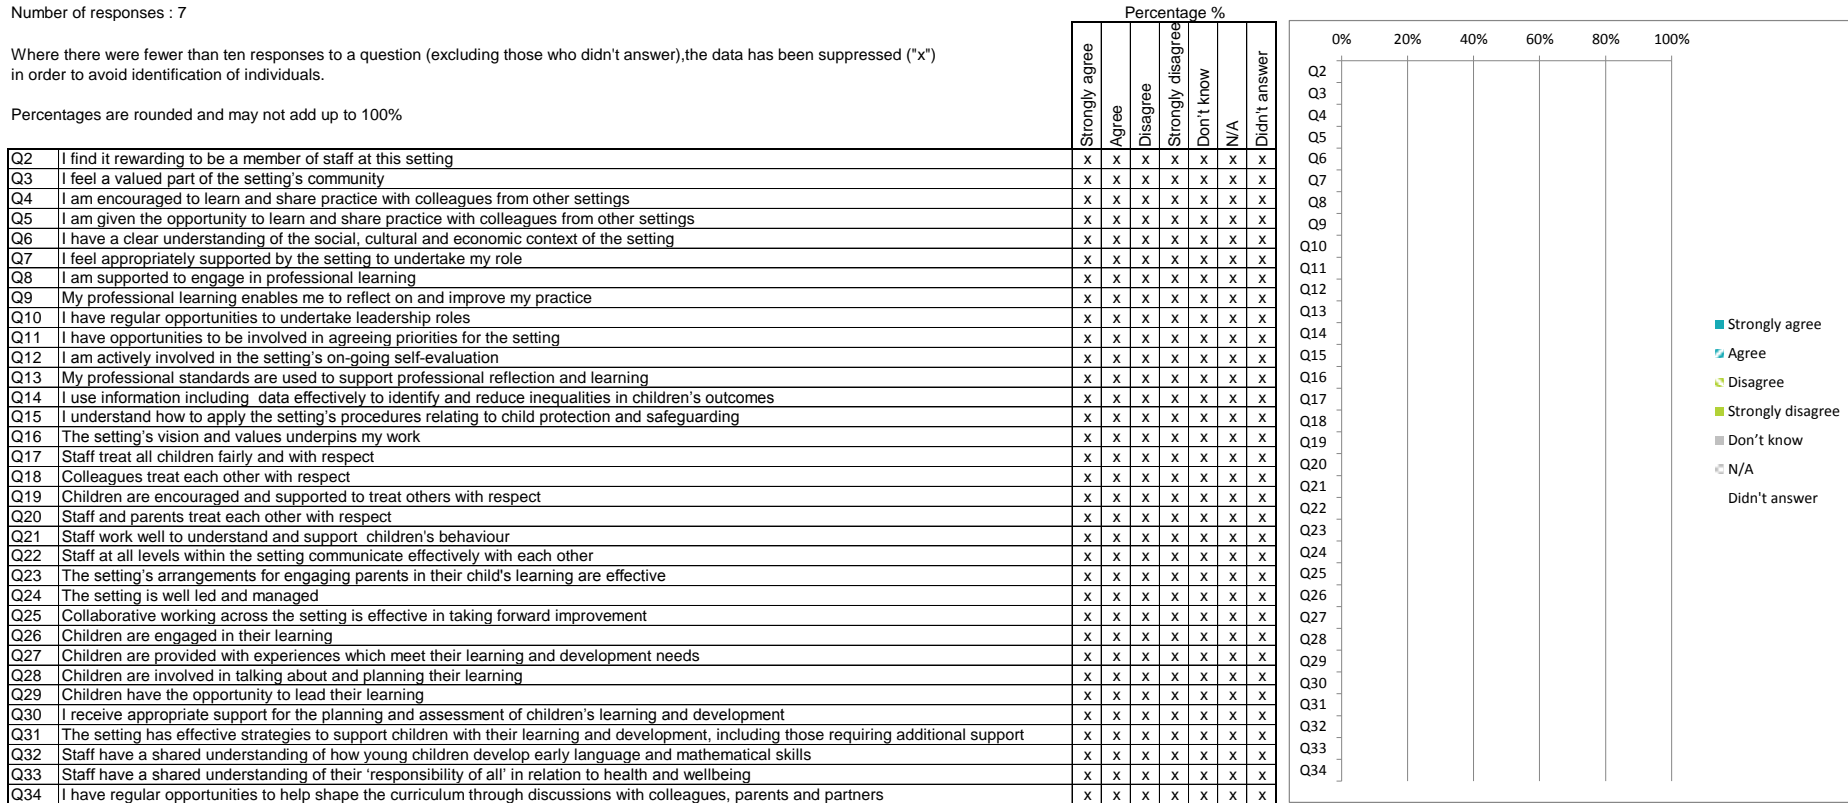 Number of responses : 7
Percentage %
Where there were fewer than ten responses to a question (excluding those who didn't answer),the data has been suppressed ("x")
in order to avoid identification of individuals.
Percentages are rounded and may not add up to 100%
Strongly agree
Agree
Disagree
Strongly disagree
Don't know
N/A
Didn't answer
Q2 I find it rewarding to be a member of staff at this setting x x x x x x x
Q3 I feel a valued part of the setting's community x x x x x x x
Q4 I am encouraged to learn and share practice with colleagues from other settings x x x x x x x
Q5 I am given the opportunity to learn and share practice with colleagues from other settings x x x x x x x
Q6 I have a clear understanding of the social, cultural and economic context of the setting x x x x x x x
Q7 I feel appropriately supported by the setting to undertake my role x x x x x x x
Q8 I am supported to engage in professional learning x x x x x x x
Q9 My professional learning enables me to reflect on and improve my practice x x x x x x x
Q10 I have regular opportunities to undertake leadership roles x x x x x x x
Q11 I have opportunities to be involved in agreeing priorities for the setting x x x x x x x
Q12 I am actively involved in the setting's on-going self-evaluation x x x x x x x
Q13 My professional standards are used to support professional reflection and learning x x x x x x x
Q14 I use information including  data effectively to identify and reduce inequalities in children's outcomes x x x x x x x
Q15 I understand how to apply the setting's procedures relating to child protection and safeguarding x x x x x x x
Q16 The setting's vision and values underpins my work x x x x x x x
Q17 Staff treat all children fairly and with respect x x x x x x x
Q18 Colleagues treat each other with respect x x x x x x x
Q19 Children are encouraged and supported to treat others with respect x x x x x x x
Q20 Staff and parents treat each other with respect x x x x x x x
Q21 Staff work well to understand and support  children's behaviour x x x x x x x
Q22 Staff at all levels within the setting communicate effectively with each other x x x x x x x
Q23 The setting's arrangements for engaging parents in their child's learning are effective x x x x x x x
Q24 The setting is well led and managed x x x x x x x
Q25 Collaborative working across the setting is effective in taking forward improvement x x x x x x x
Q26 Children are engaged in their learning x x x x x x x
Q27 Children are provided with experiences which meet their learning and development needs x x x x x x x
Q28 Children are involved in talking about and planning their learning x x x x x x x
Q29 Children have the opportunity to lead their learning x x x x x x x
Q30 I receive appropriate support for the planning and assessment of children's learning and development x x x x x x x
Q31 The setting has effective strategies to support children with their learning and development, including those requiring additional support x x x x x x x
Q32 Staff have a shared understanding of how young children develop early language and mathematical skills x x x x x x x
Q33 Staff have a shared understanding of their 'responsibility of all' in relation to health and wellbeing x x x x x x x
Q34 I have regular opportunities to help shape the curriculum through discussions with colleagues, parents and partners x x x x x x x
0% 20% 40% 60% 80% 100%
Q2
Q3
Q4
Q5
Q6
Q7
Q8
Q9
Q10
Q11
Q12
Q13
Q14
Q15
Q16
Q17
Q18
Q19
Q20
Q21
Q22
Q23
Q24
Q25
Q26
Q27
Q28
Q29
Q30
Q31
Q32
Q33
Q34
Strongly agree
Agree
Disagree
Strongly disagree
Don't know
N/A
Didn't answer